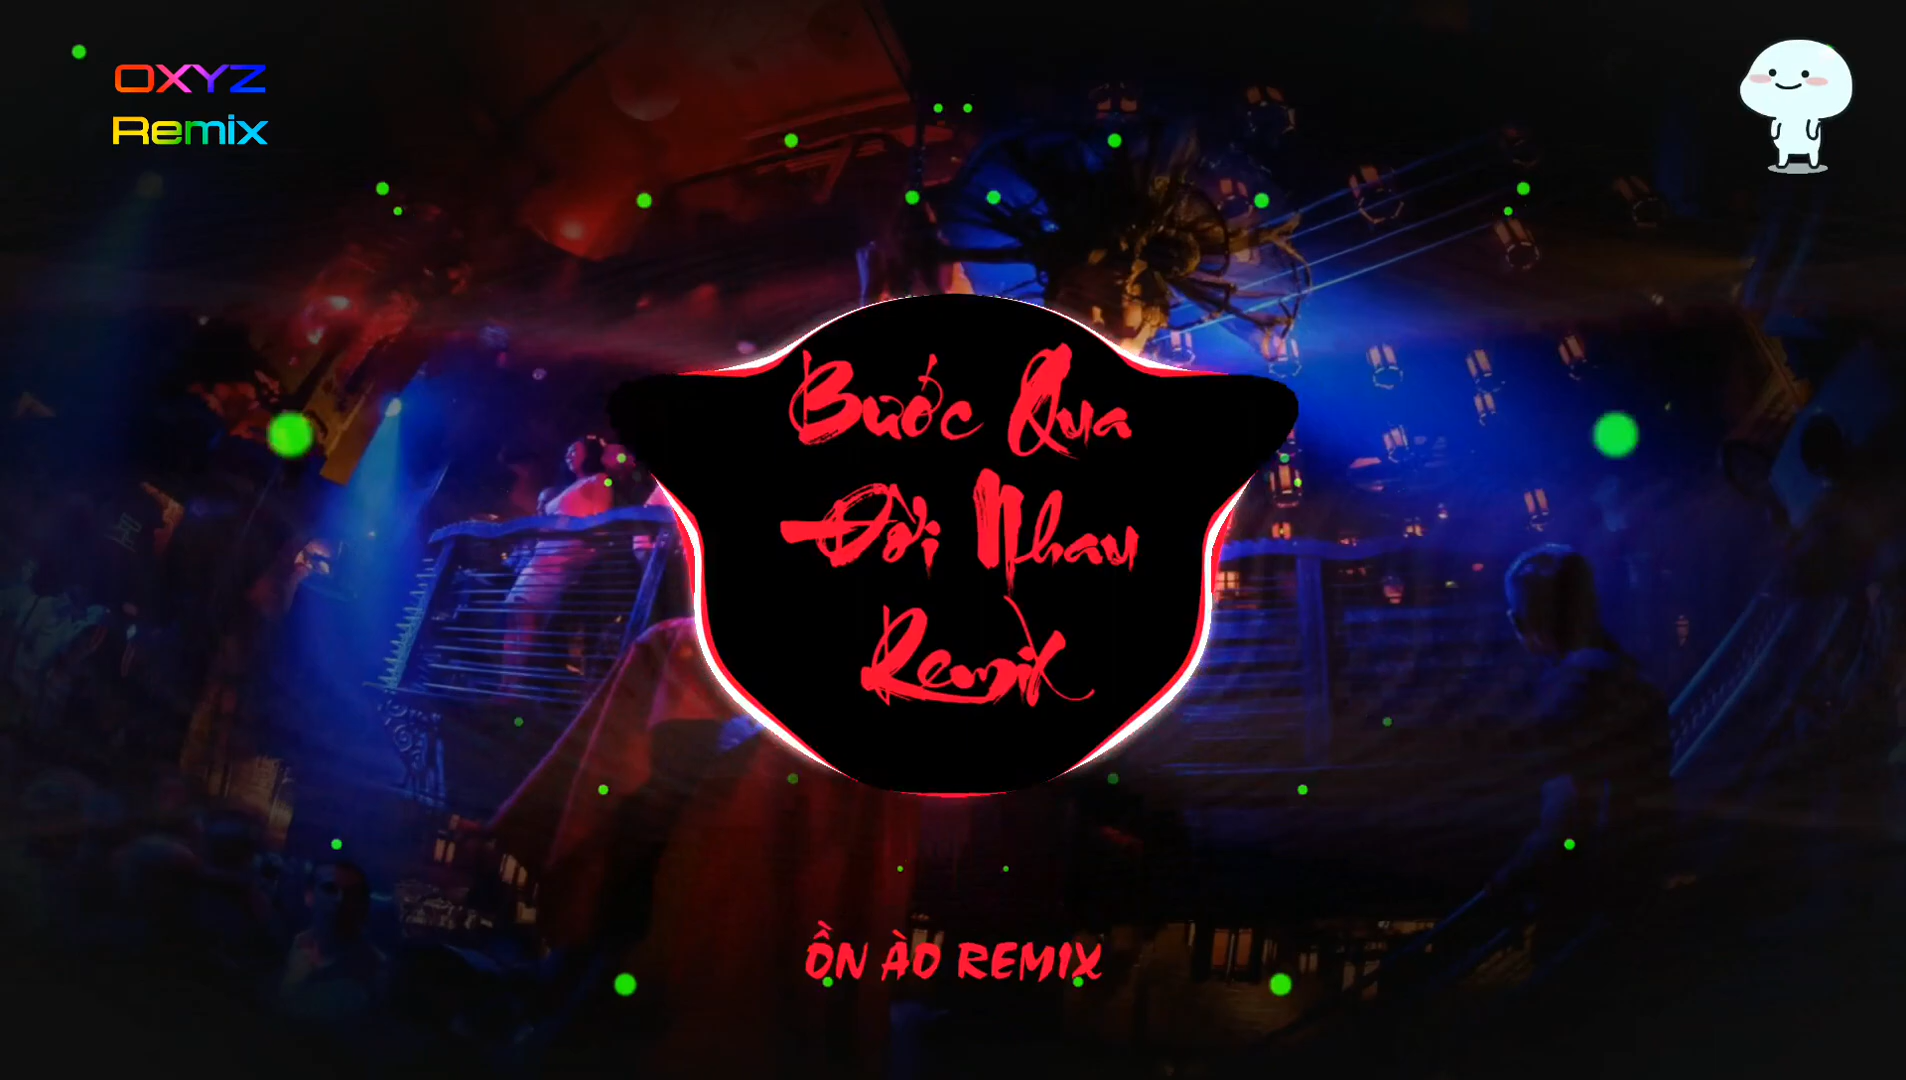 OXYZ
Remix
Bước Qua
Đời Nhau
Remix
ỒN ÀO REMIX